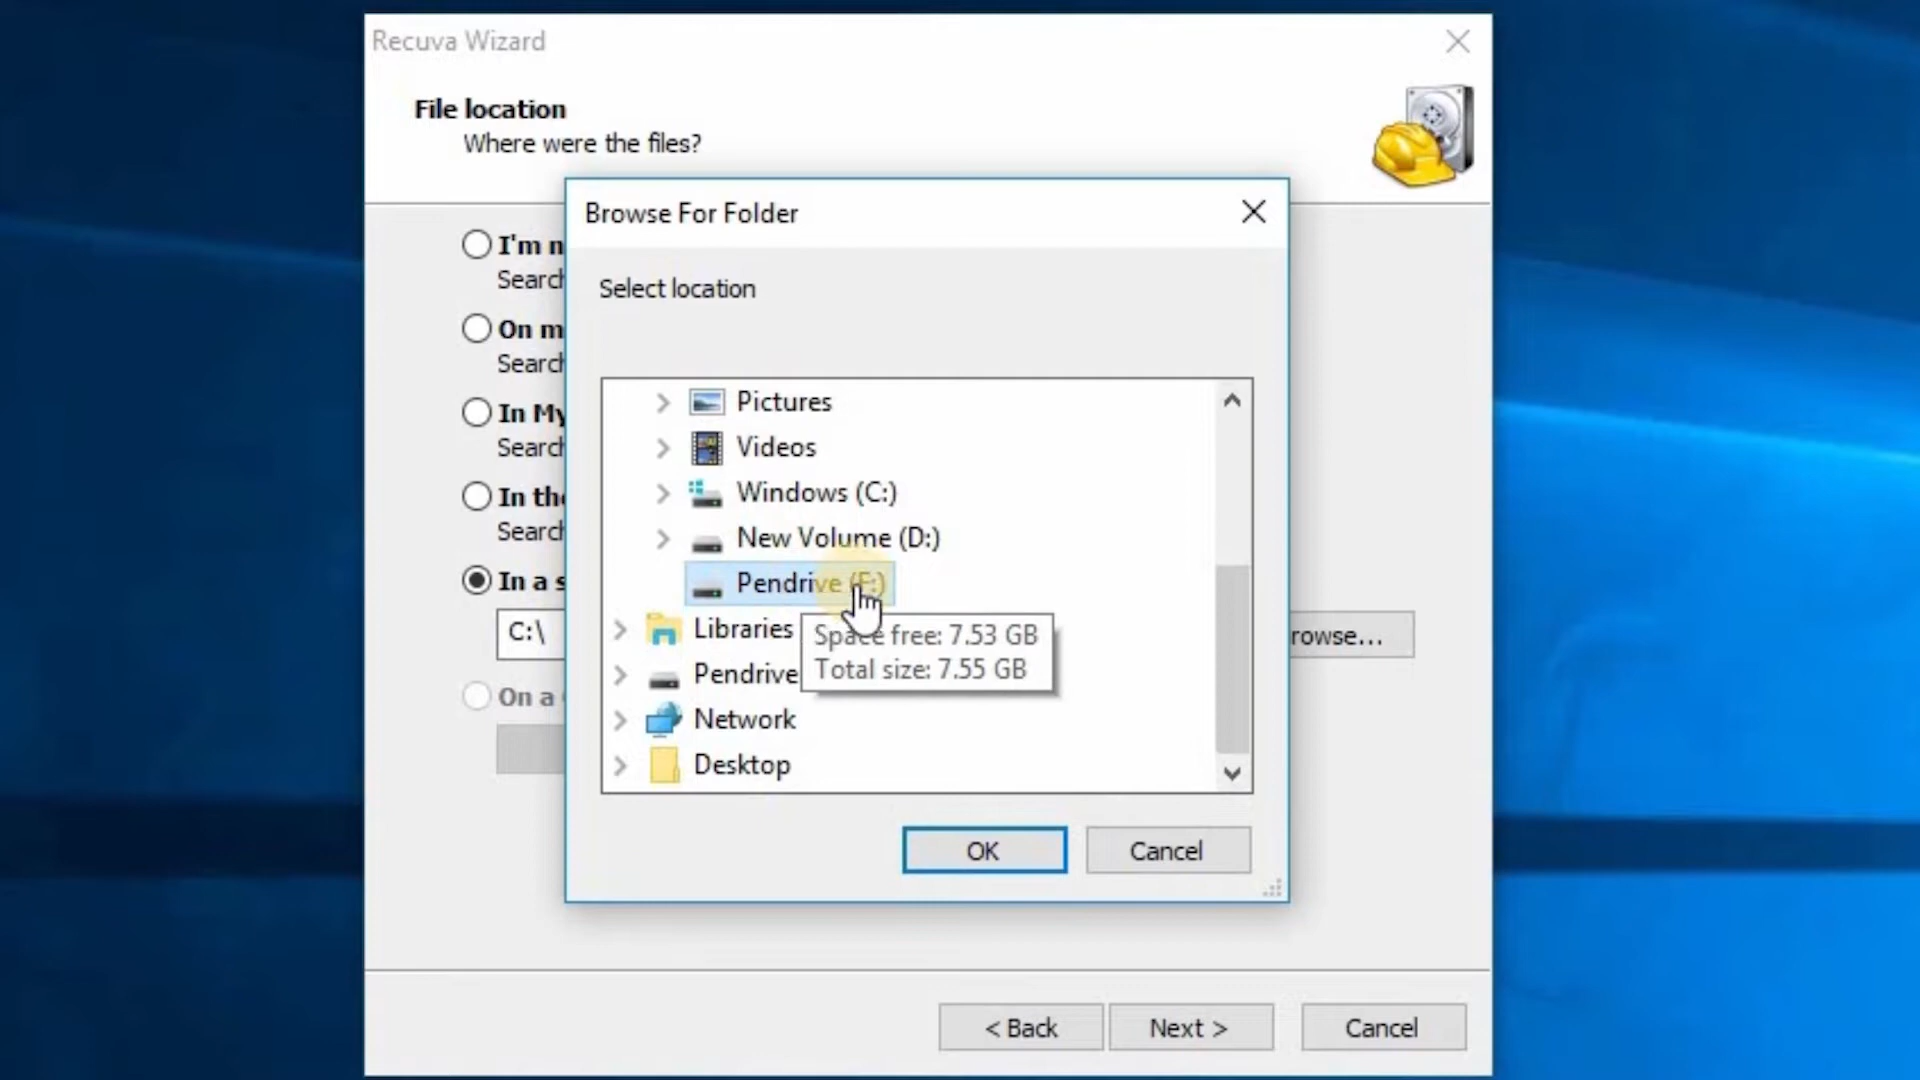 Recuva Wizard
File location
Where were the files?
Browse For Folder
Select location
I'm n
Search
On m
Search
In My
Search
In the
Search
In a s
C:\
rowse...
On a
Pictures
Videos
Windows (C:)
New Volume (D:)
Pendrive
Libraries
Space free: 7.53 GB
Total size: 7.55 GB
Pendrive
Network
Desktop
OK
Cancel
< Back
Next >
Cancel